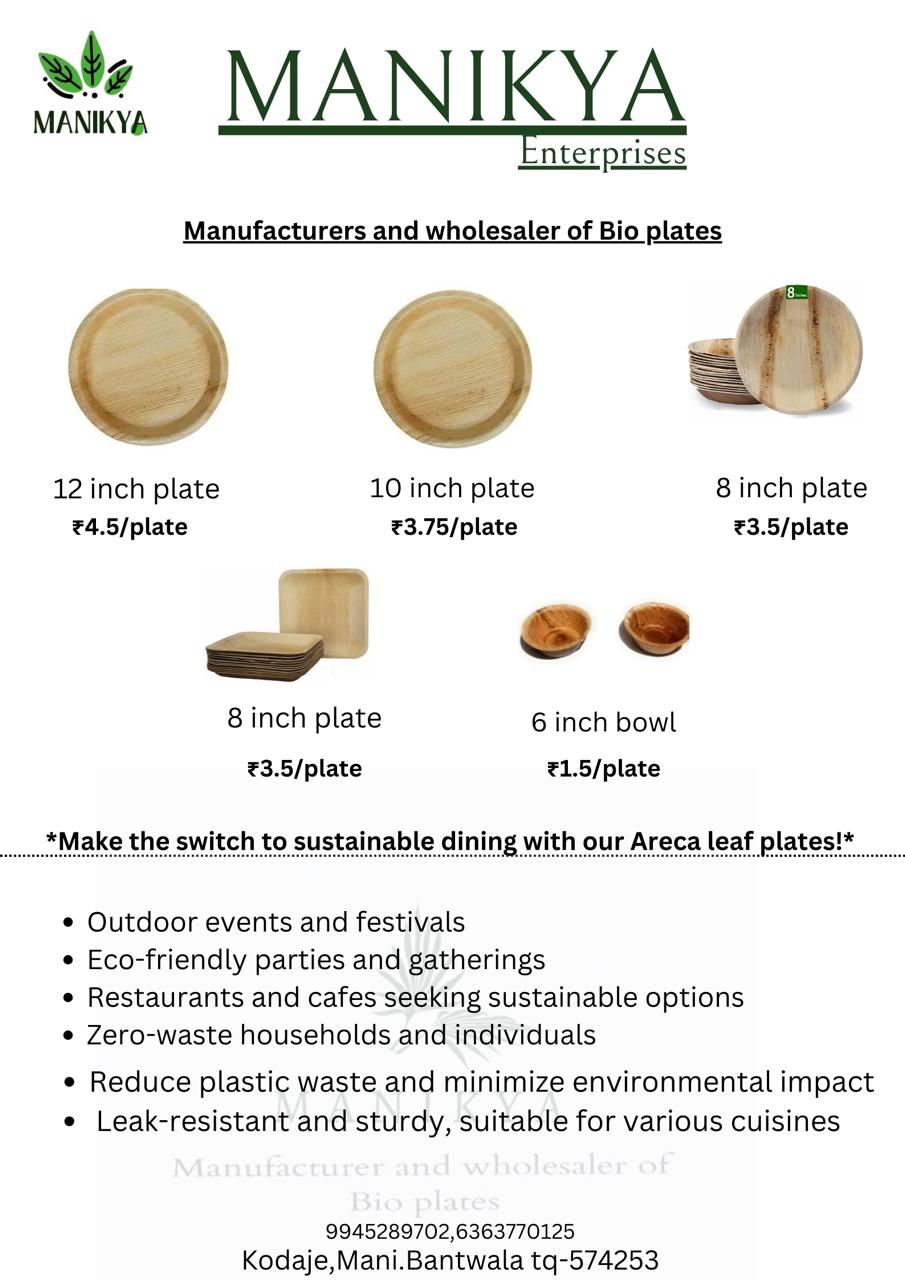 MANIKYA
MANIKYA
Enterprises
Manufacturers and wholesaler of Bio plates
8 inches
12 inch plate
10 inch plate
8 inch plate
₹4.5/plate
₹3.75/plate
₹3.5/plate
8 inch plate
6 inch bowl
₹3.5/plate
₹1.5/plate
*Make the switch to sustainable dining with our Areca leaf plates!*
• Outdoor events and festivals
• Eco-friendly parties and gatherings
• Restaurants and cafes seeking sustainable options
• Zero-waste households and individuals
• Reduce plastic waste and minimize environmental impact
MANIKYA
• Leak-resistant and sturdy, suitable for various cuisines
Manufacturer and wholesaler of
Bio plates
9945289702,6363770125
Kodaje,Mani.Bantwala tq-574253